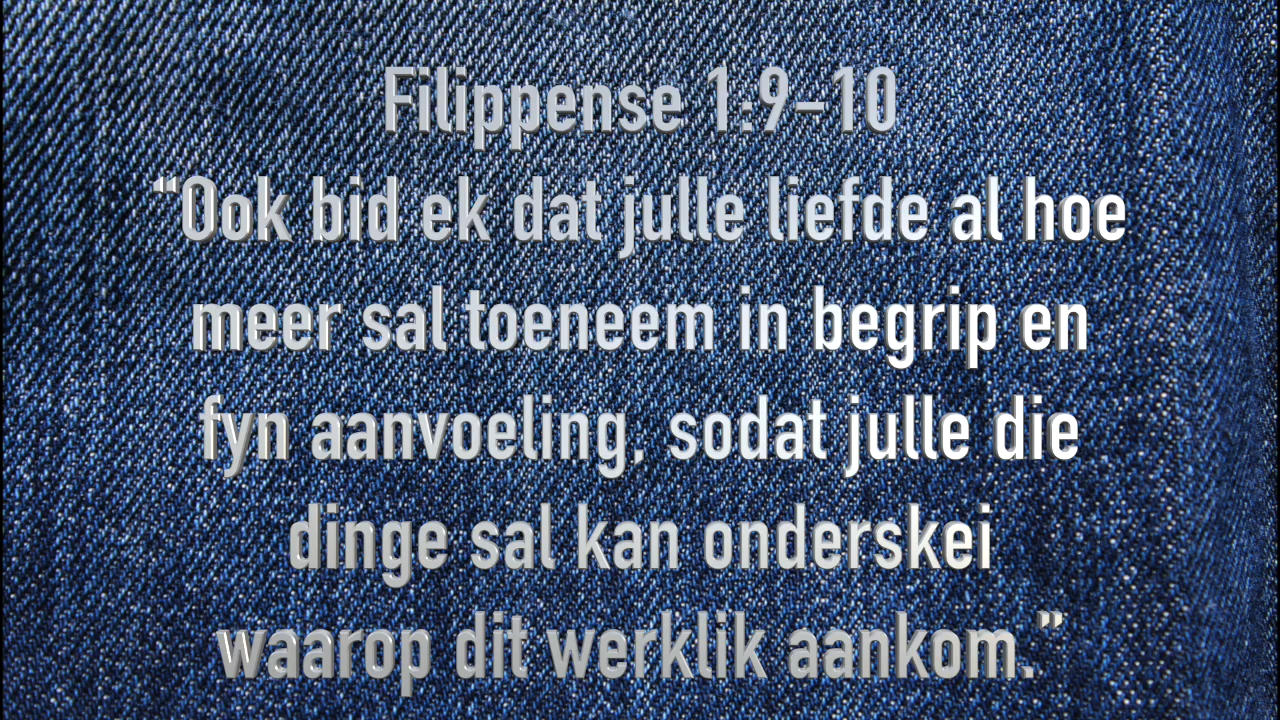 Filippense 1:9–10
“Ook bid ek dat julle liefde al hoe
meer sal toeneem in begrip en
fyn aanvoeling, sodat julle die
dinge sal kan onderskei
waarop dit werklik aankom.”